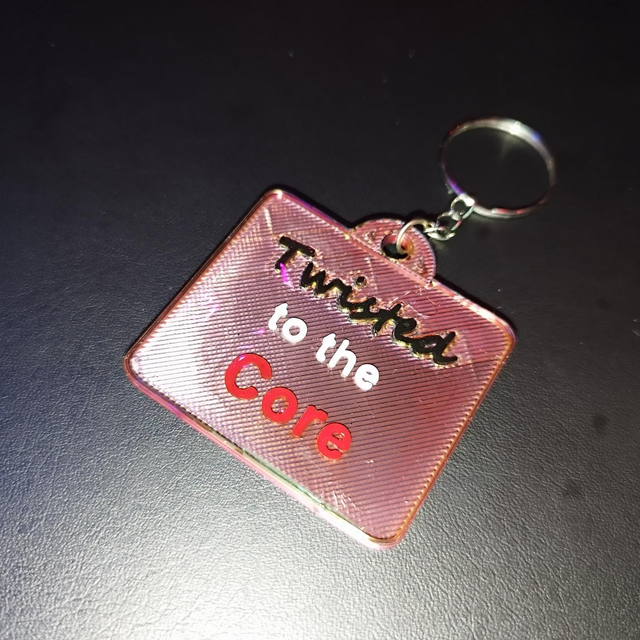 Twisted
to the
Core